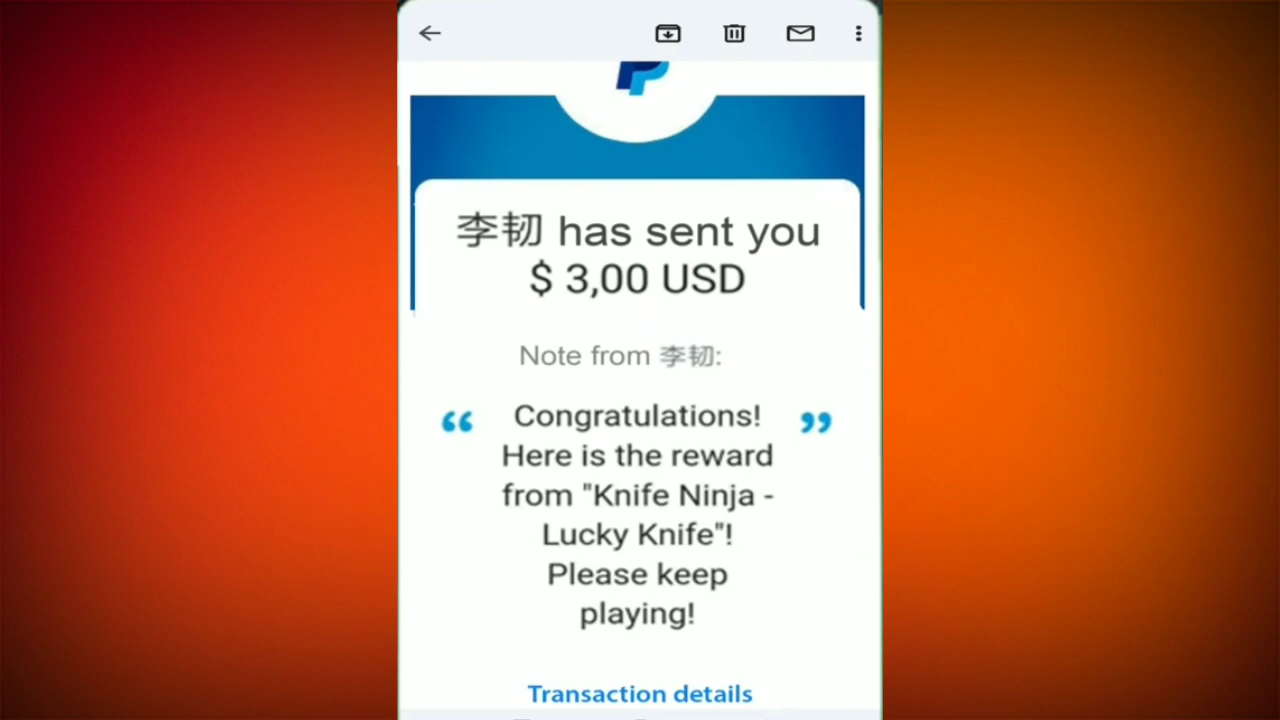 李韧 has sent you
$ 3,00 USD
Note from 李韧:
“ Congratulations! ”
Here is the reward
from "Knife Ninja -
Lucky Knife"!
Please keep
playing!
Transaction details